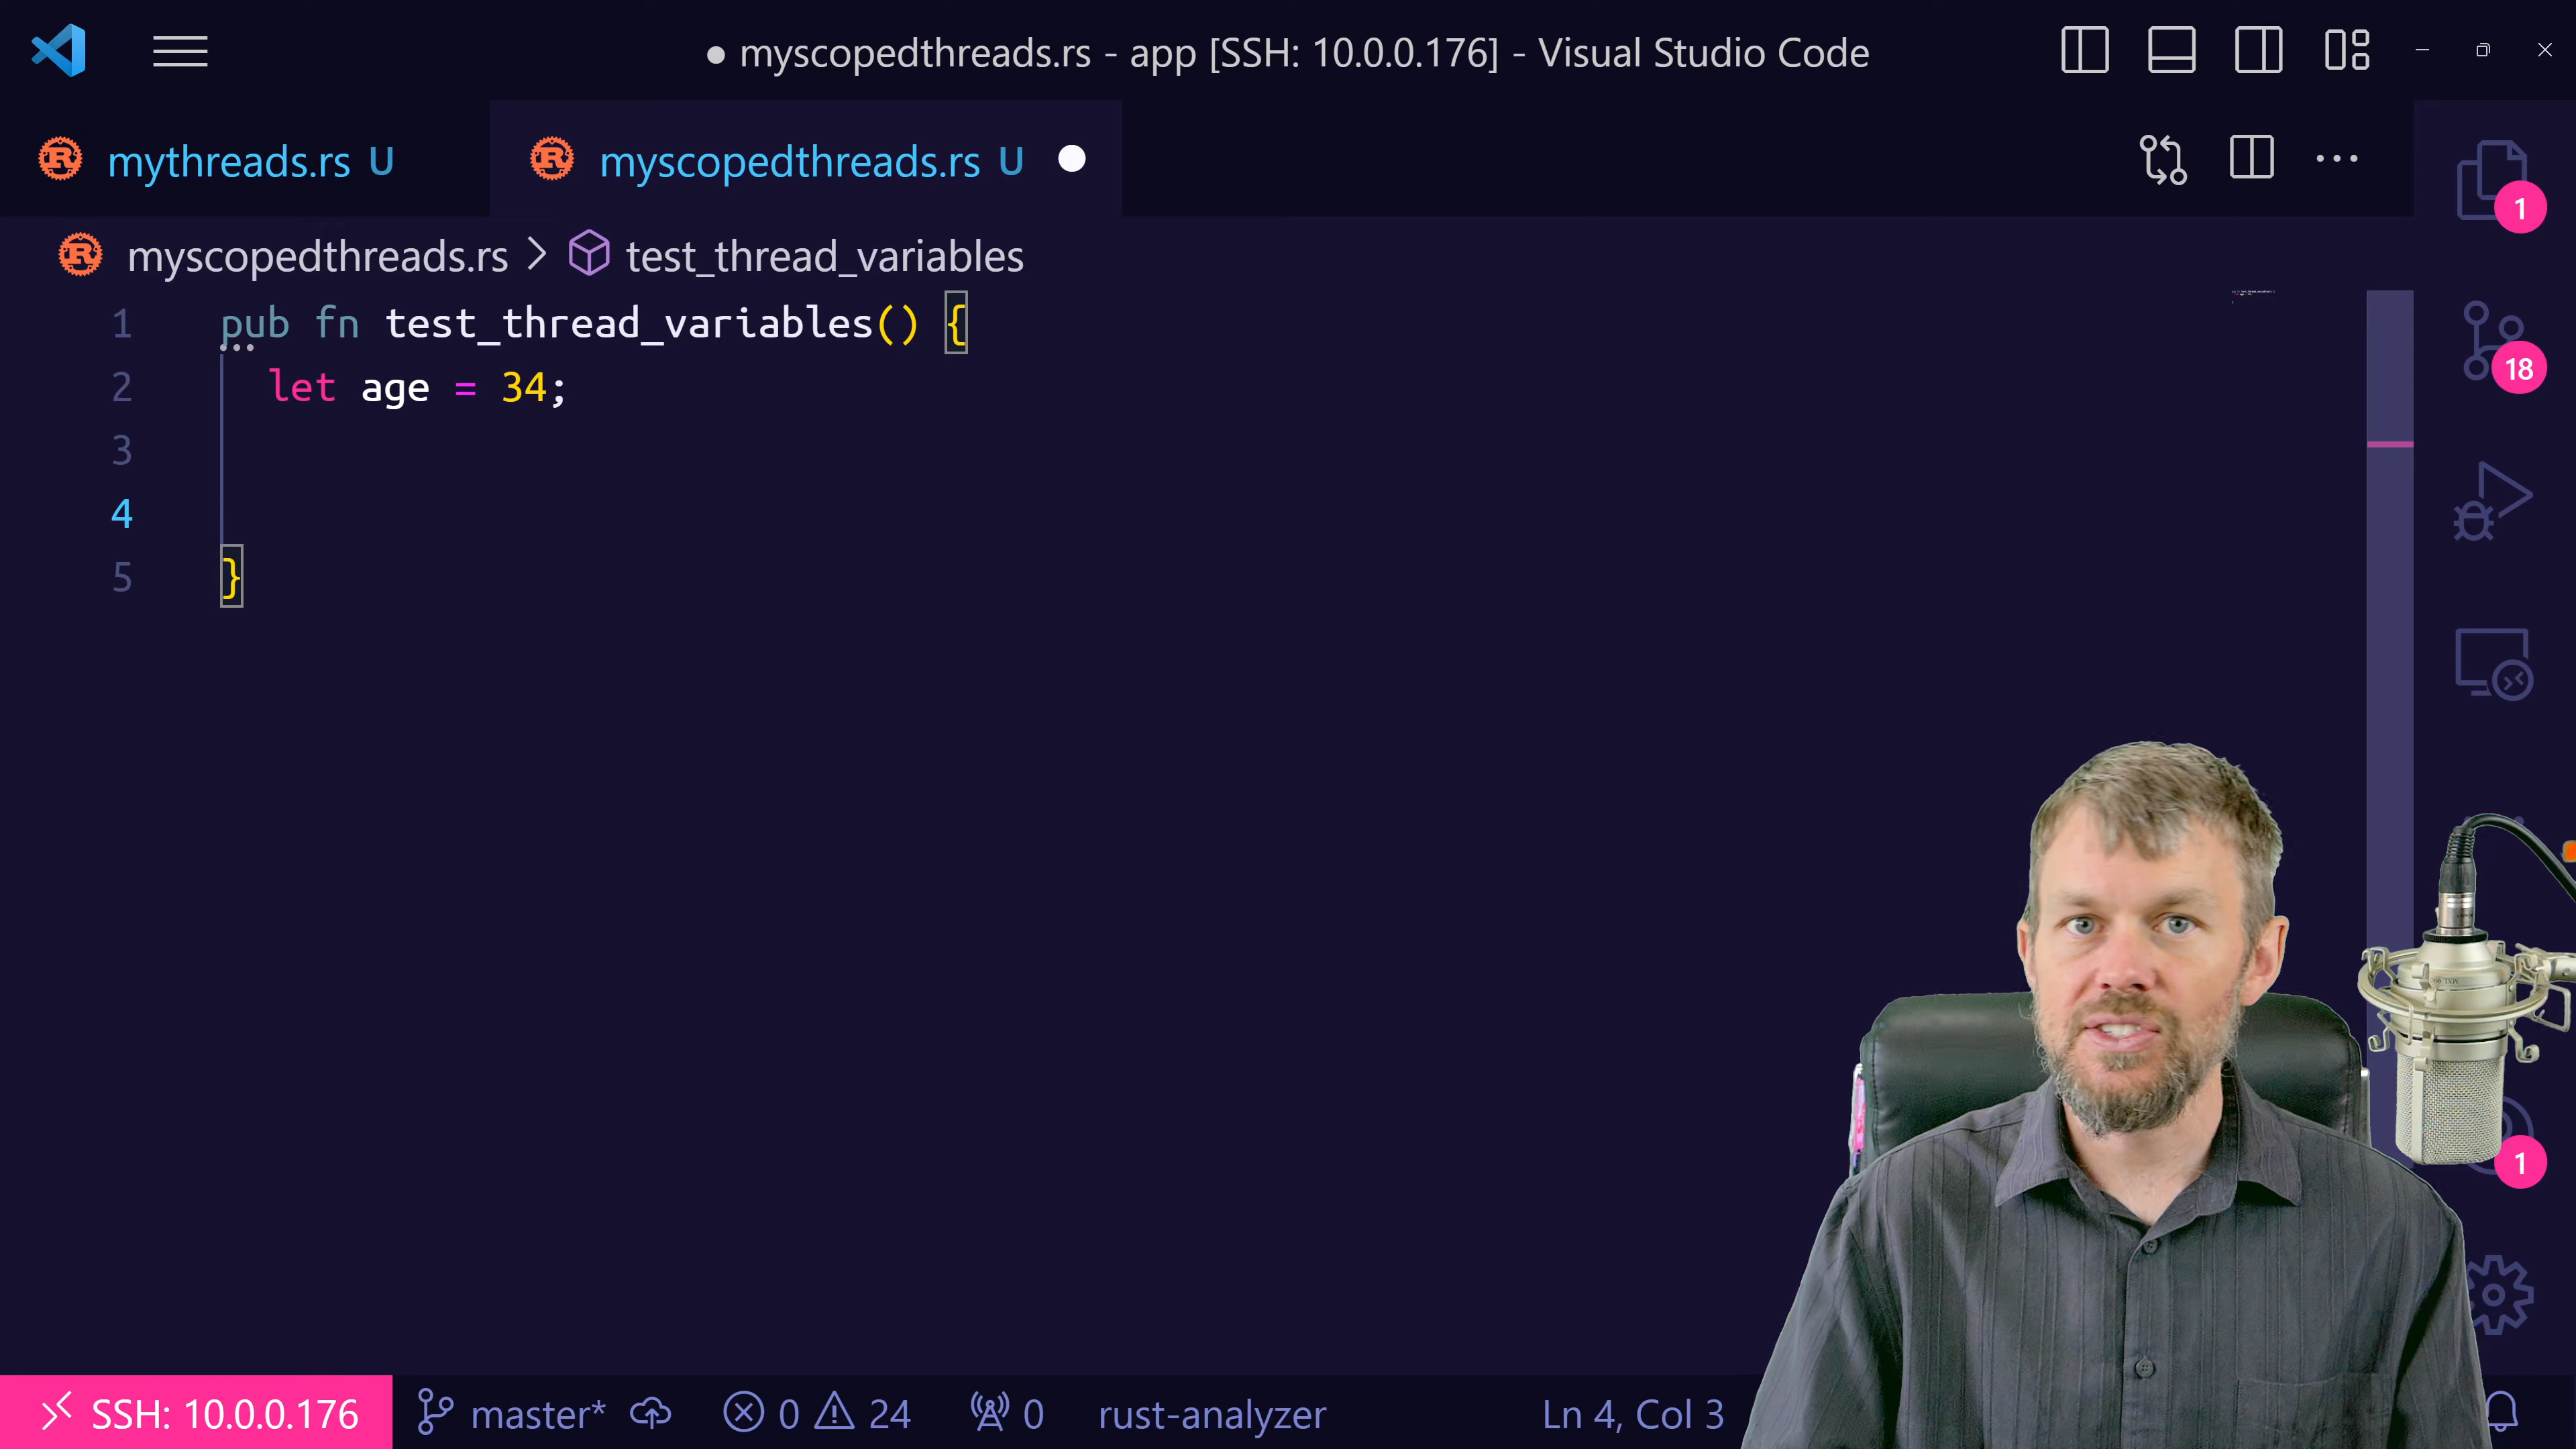 ● myscopedthreads.rs - app [SSH: 10.0.0.176] - Visual Studio Code
mythreads.rs U
myscopedthreads.rs U
myscopedthreads.rs > test_thread_variables
1 pub fn test_thread_variables() {
2 let age = 34;
3
4
5 }
1
18
1
SSH: 10.0.0.176 master* 0 24 0 rust-analyzer Ln 4, Col 3